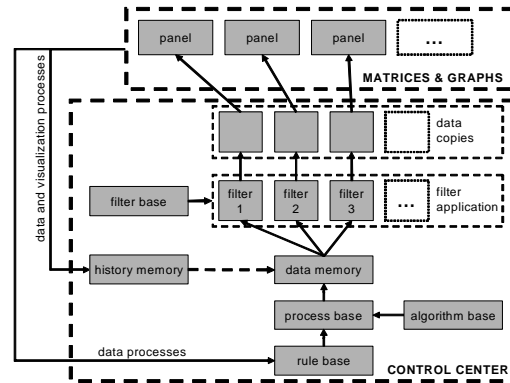 panel
panel
panel
...
MATRICES & GRAPHS
data and visualization processes
data
copies
filter base
filter
1
filter
2
filter
3
...
filter
application
history memory
data memory
process base
algorithm base
data processes
rule base
CONTROL CENTER